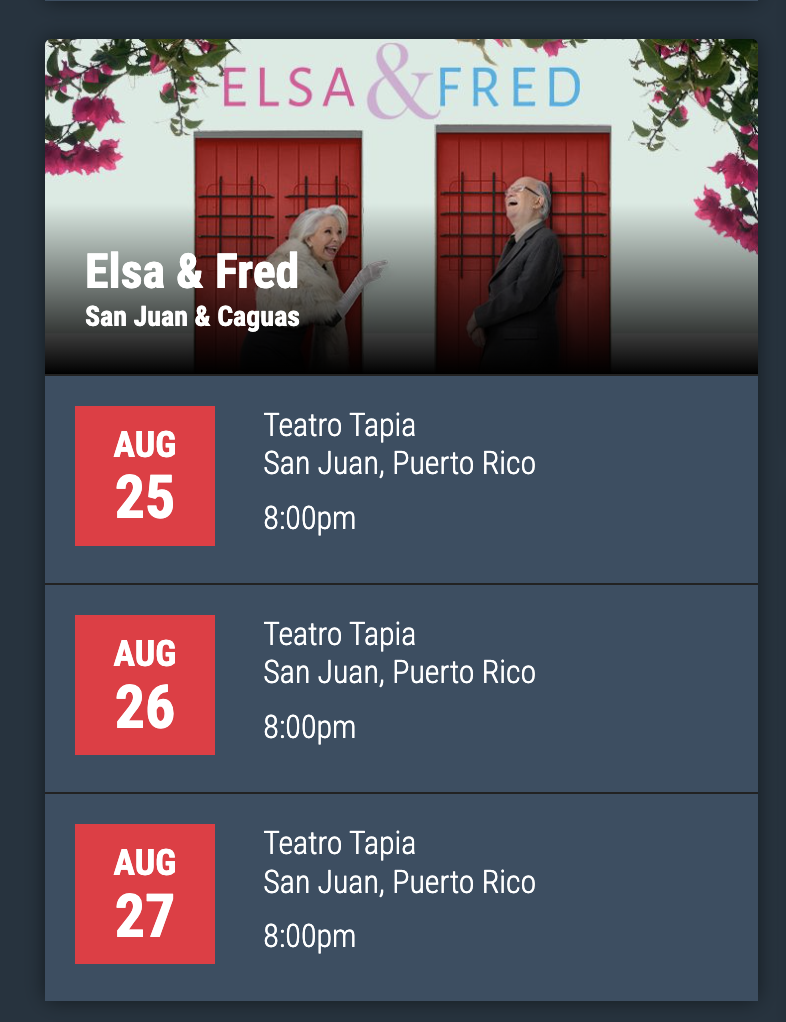 ELSA & FRED
Elsa & Fred
San Juan & Caguas
AUG
25
Teatro Tapia
San Juan, Puerto Rico
8:00pm
AUG
26
Teatro Tapia
San Juan, Puerto Rico
8:00pm
AUG
27
Teatro Tapia
San Juan, Puerto Rico
8:00pm